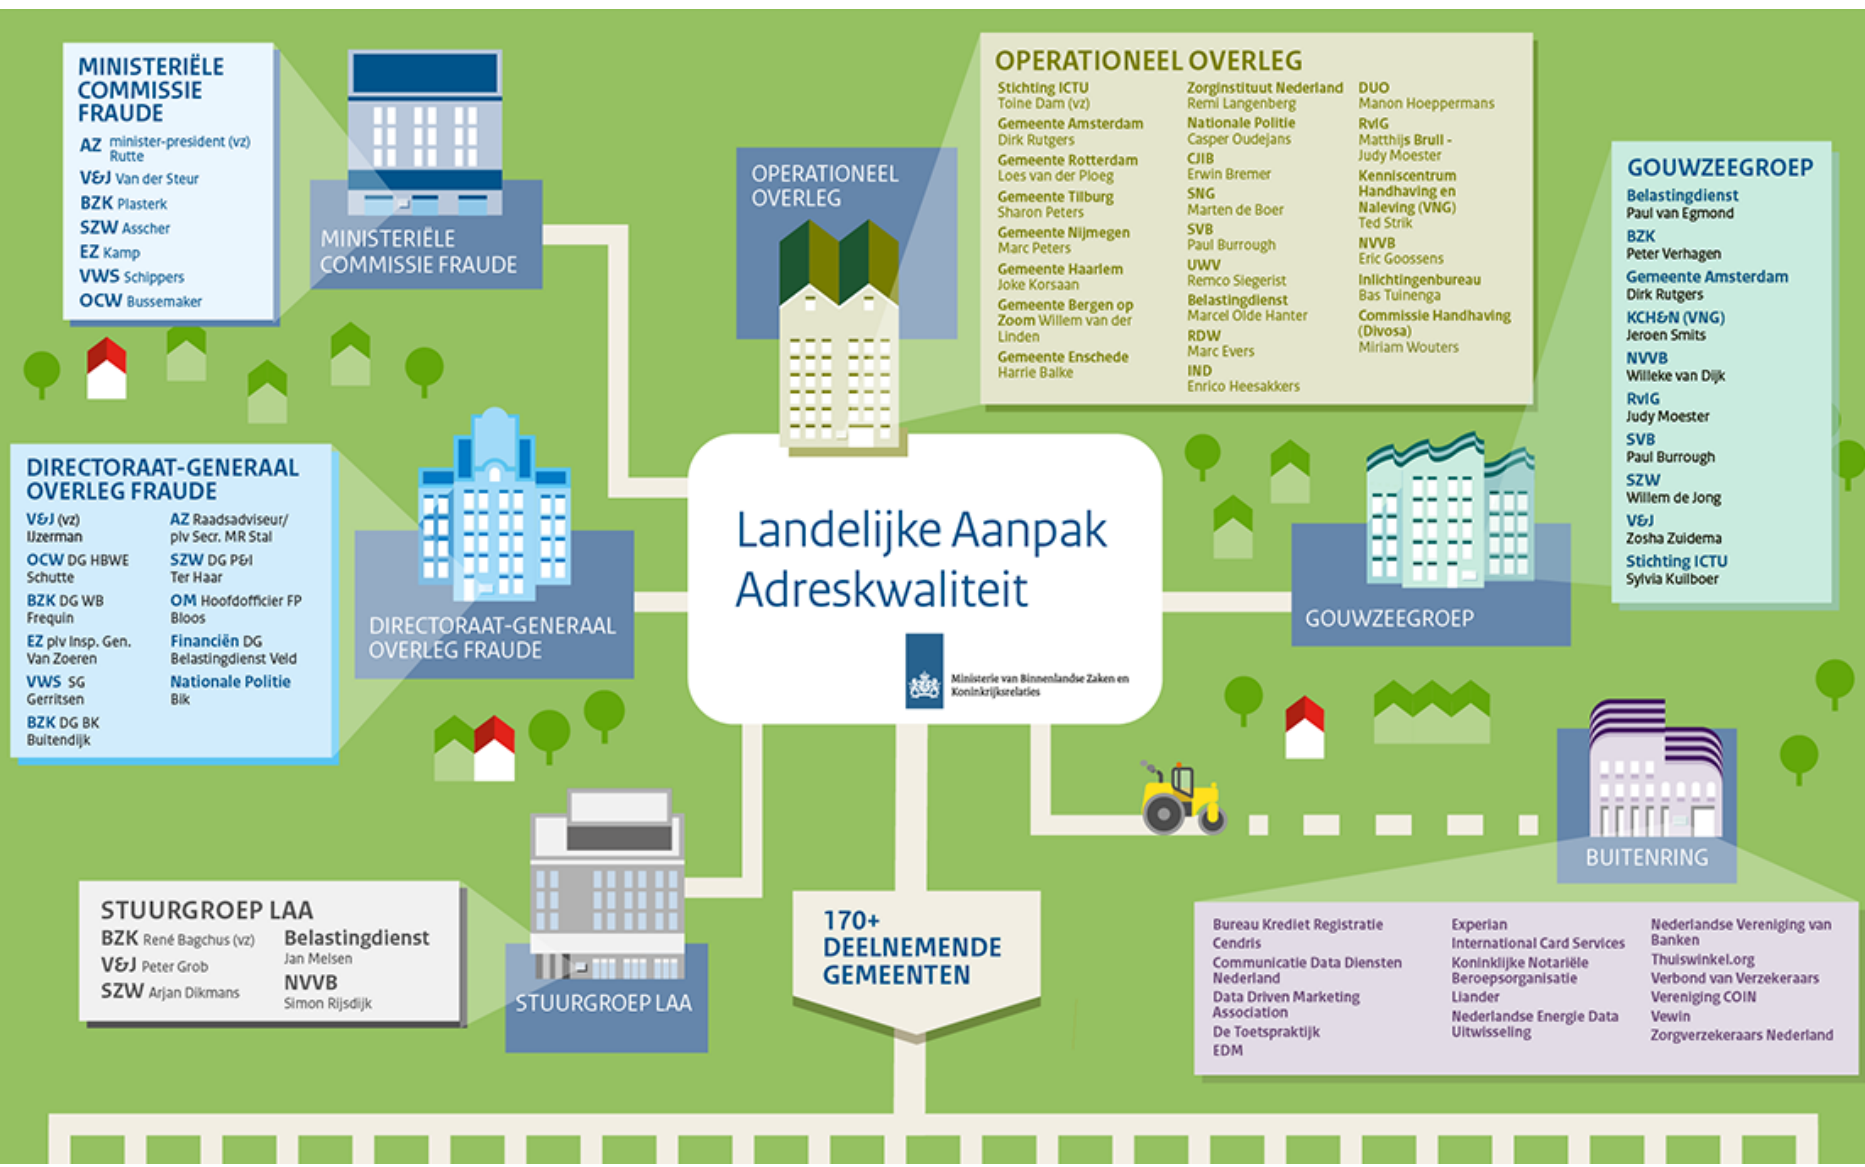 MINISTERIËLE
COMMISSIE
FRAUDE
AZ minister-president (vz)
Rutte
V&J Van der Steur
BZK Plasterk
SZW Asscher
EZ Kamp
VWS Schippers
OCW Bussemaker
MINISTERIËLE
COMMISSIE FRAUDE
OPERATIONEEL
OVERLEG
OPERATIONEEL OVERLEG
Stichting ICTU
Toine Dam (vz)
Gemeente Amsterdam
Dirk Rutgers
Gemeente Rotterdam
Loes van der Ploeg
Gemeente Tilburg
Sharon Peters
Gemeente Nijmegen
Marc Peters
Gemeente Haarlem
Joke Korsaan
Gemeente Bergen op
Zoom Willem van der
Linden
Gemeente Enschede
Harrie Balke
Zorginstituut Nederland
Remi Langenberg
Nationale Politie
Casper Oudejans
CJIB
Erwin Bremer
SNG
Marten de Boer
SVB
Paul Burrough
UWV
Remco Siegerist
Belastingdienst
Marcel Olde Hanter
RDW
Marc Evers
IND
Enrico Heesakkers
DUO
Manon Hoeppermans
RvIG
Matthijs Brull -
Judy Moester
Kenniscentrum
Handhaving en
Naleving (VNG)
Ted Strik
NVVB
Eric Goossens
Inlichtingenbureau
Bas Tuinenga
Commissie Handhaving
(Divosa)
Miriam Wouters
GOUWZEEGROEP
Belastingdienst
Paul van Egmond
BZK
Peter Verhagen
Gemeente Amsterdam
Dirk Rutgers
KCH&N (VNG)
Jeroen Smits
NVVB
Willeke van Dijk
RvIG
Judy Moester
SVB
Paul Burrough
SZW
Willem de Jong
V&J
Zosha Zuidema
Stichting ICTU
Sylvia Kuilboer
DIRECTORAAT-GENERAAL
OVERLEG FRAUDE
V&J (vz)
IJzerman
OCW DG HBWE
Schutte
BZK DG WB
Frequin
EZ plv Insp. Gen.
Van Zoeren
VWS SG
Gerritsen
BZK DG BK
Buitendijk
AZ Raadsadviseur/
plv Secr. MR Stal
SZW DG P&I
Ter Haar
OM Hoofdofficier FP
Bloos
Financiën DG
Belastingdienst Veld
Nationale Politie
Bik
DIRECTORAAT-GENERAAL
OVERLEG FRAUDE
Landelijke Aanpak
Adreskwaliteit
Ministerie van Binnenlandse Zaken en
Koninkrijksrelaties
GOUWZEEGROEP
STUURGROEP LAA
BZK René Bagchus (vz)
V&J Peter Grob
SZW Arjan Dikmans
Belastingdienst
Jan Melsen
NVVB
Simon Rijsdijk
STUURGROEP LAA
170+
DEELNEMENDE
GEMEENTEN
BUITENRING
Bureau Krediet Registratie
Cendris
Communicatie Data Diensten
Nederland
Data Driven Marketing
Association
De Toetspraktijk
EDM
Experian
International Card Services
Koninklijke Notariële
Beroepsorganisatie
Liander
Nederlandse Energie Data
Uitwisseling
Nederlandse Vereniging van
Banken
Thuiswinkel.org
Verbond van Verzekeraars
Vereniging COIN
Vewin
Zorgverzekeraars Nederland